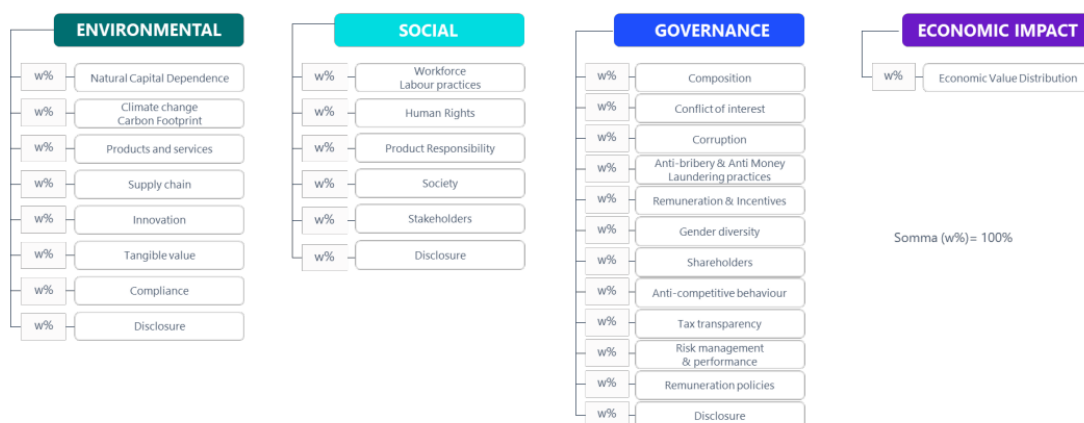 ENVIRONMENTAL
w% Natural Capital Dependence
w% Climate change
Carbon Footprint
w% Products and services
w% Supply chain
w% Innovation
w% Tangible value
w% Compliance
w% Disclosure
SOCIAL
w% Workforce
Labour practices
w% Human Rights
w% Product Responsibility
w% Society
w% Stakeholders
w% Disclosure
GOVERNANCE
w% Composition
w% Conflict of interest
w% Corruption
w% Anti-bribery & Anti Money
Laundering practices
w% Remuneration & Incentives
w% Gender diversity
w% Shareholders
w% Anti-competitive behaviour
w% Tax transparency
w% Risk management
& performance
w% Remuneration policies
w% Disclosure
ECONOMIC IMPACT
w% Economic Value Distribution
Somma (w%)= 100%